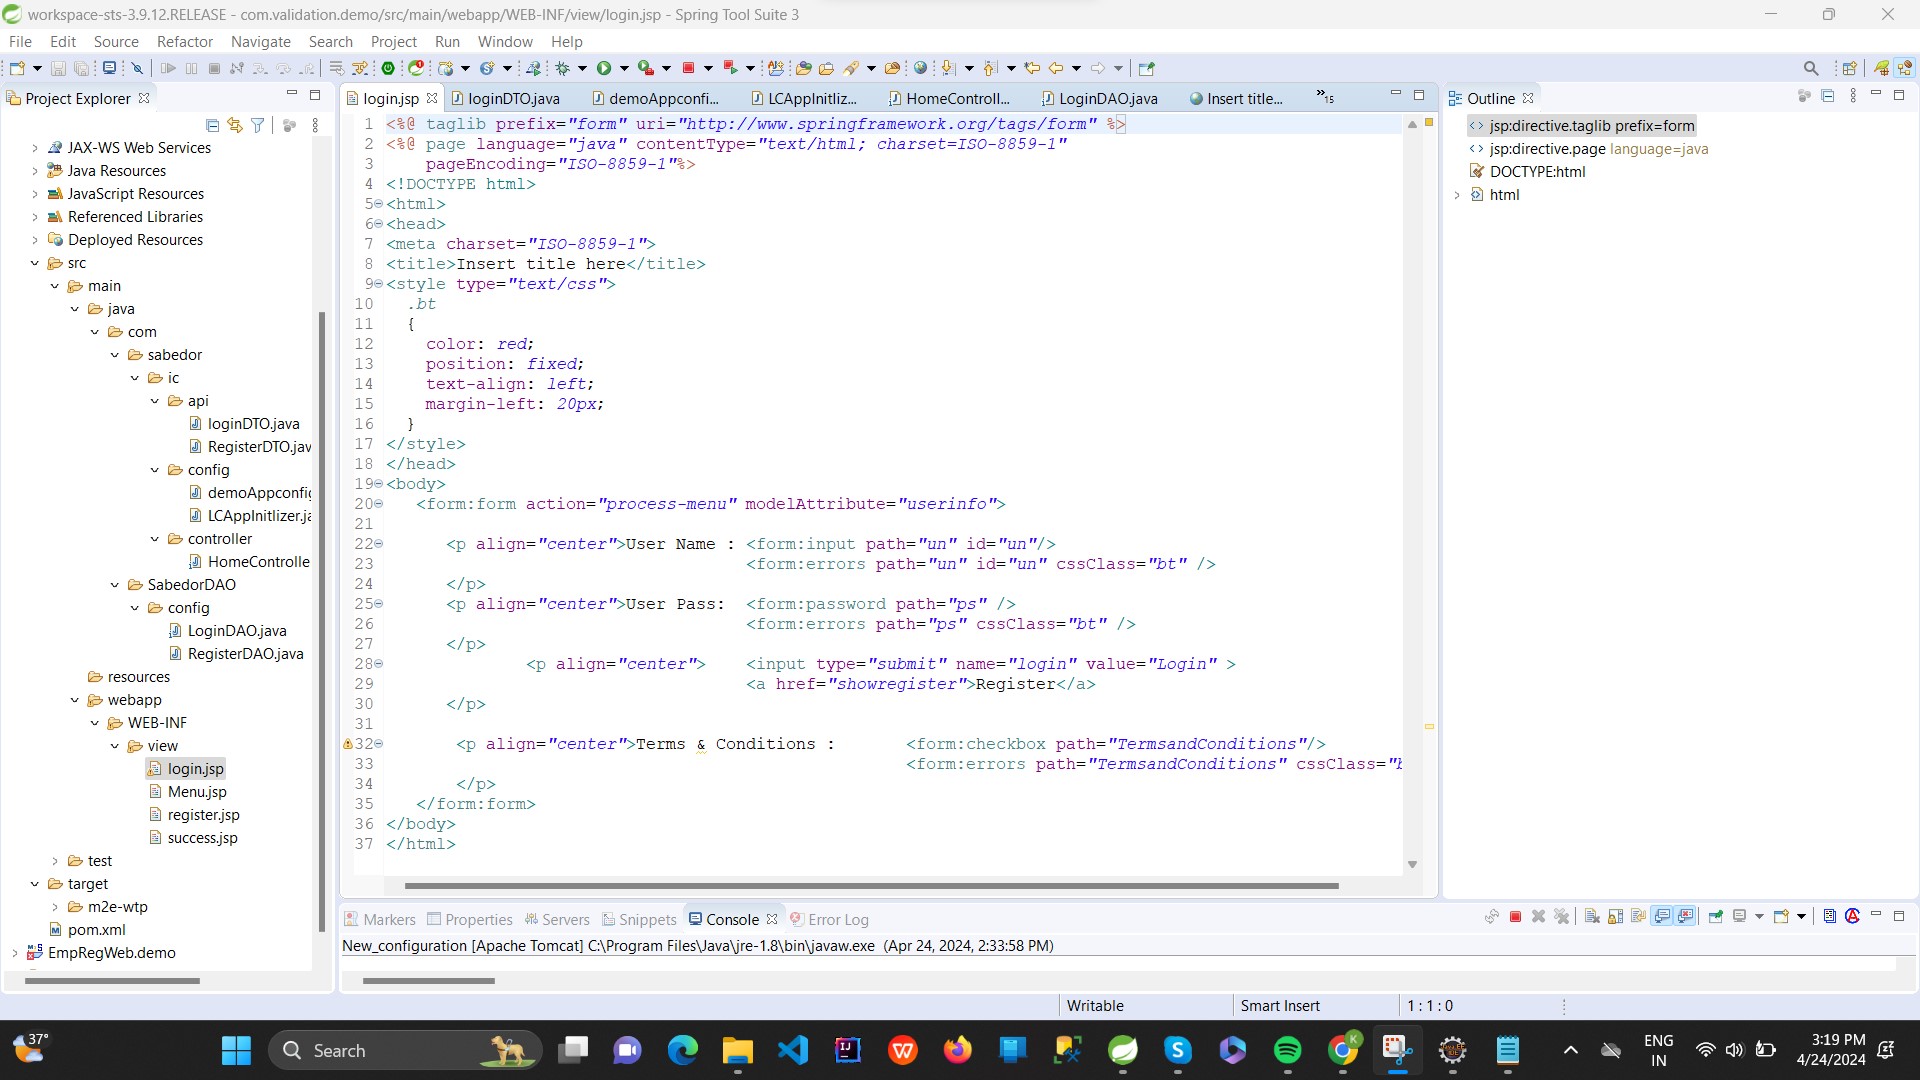 workspace-sts-3.9.12.RELEASE - com.validation.demo/src/main/webapp/WEB-INF/view/login.jsp - Spring Tool Suite 3
File Edit Source Refactor Navigate Search Project Run Window Help
Project Explorer
JAX-WS Web Services
Java Resources
JavaScript Resources
Referenced Libraries
Deployed Resources
src
main
java
com
sabedor
ic
api
loginDTO.java
RegisterDTO.jav
config
demoAppconfig
LCAppInitlizer.ja
controller
HomeControlle
SabedorDAO
config
LoginDAO.java
RegisterDAO.java
resources
webapp
WEB-INF
view
login.jsp
Menu.jsp
register.jsp
success.jsp
test
target
m2e-wtp
pom.xml
EmpRegWeb.demo
login.jsp loginDTO.java demoAppconfi... LCAppInitliz... HomeControll... LoginDAO.java Insert title... »15
1 <%@ taglib prefix="form" uri="http://www.springframework.org/tags/form" %>
2 <%@ page language="java" contentType="text/html; charset=ISO-8859-1"
3 pageEncoding="ISO-8859-1"%>
4 <!DOCTYPE html>
5 <html>
6 <head>
7 <meta charset="ISO-8859-1">
8 <title>Insert title here</title>
9 <style type="text/css">
10 .bt
11 {
12 color: red;
13 position: fixed;
14 text-align: left;
15 margin-left: 20px;
16 }
17 </style>
18 </head>
19 <body>
20 <form:form action="process-menu" modelAttribute="userinfo">
21
22 <p align="center">User Name : <form:input path="un" id="un"/>
23 <form:errors path="un" id="un" cssClass="bt" />
24 </p>
25 <p align="center">User Pass: <form:password path="ps" />
26 <form:errors path="ps" cssClass="bt" />
27 </p>
28 <p align="center"> <input type="submit" name="login" value="Login" >
29 <a href="showregister">Register</a>
30 </p>
31
32 <p align="center">Terms & Conditions : <form:checkbox path="TermsandConditions"/>
33 <form:errors path="TermsandConditions" cssClass="b
34 </p>
35 </form:form>
36 </body>
37 </html>
Outline
jsp:directive.taglib prefix=form
jsp:directive.page language=java
DOCTYPE:html
html
Markers Properties Servers Snippets Console Error Log
New_configuration [Apache Tomcat] C:\Program Files\Java\jre-1.8\bin\javaw.exe (Apr 24, 2024, 2:33:58 PM)
Writable Smart Insert 1 : 1 : 0
37°
Search
ENG
IN
3:19 PM
4/24/2024